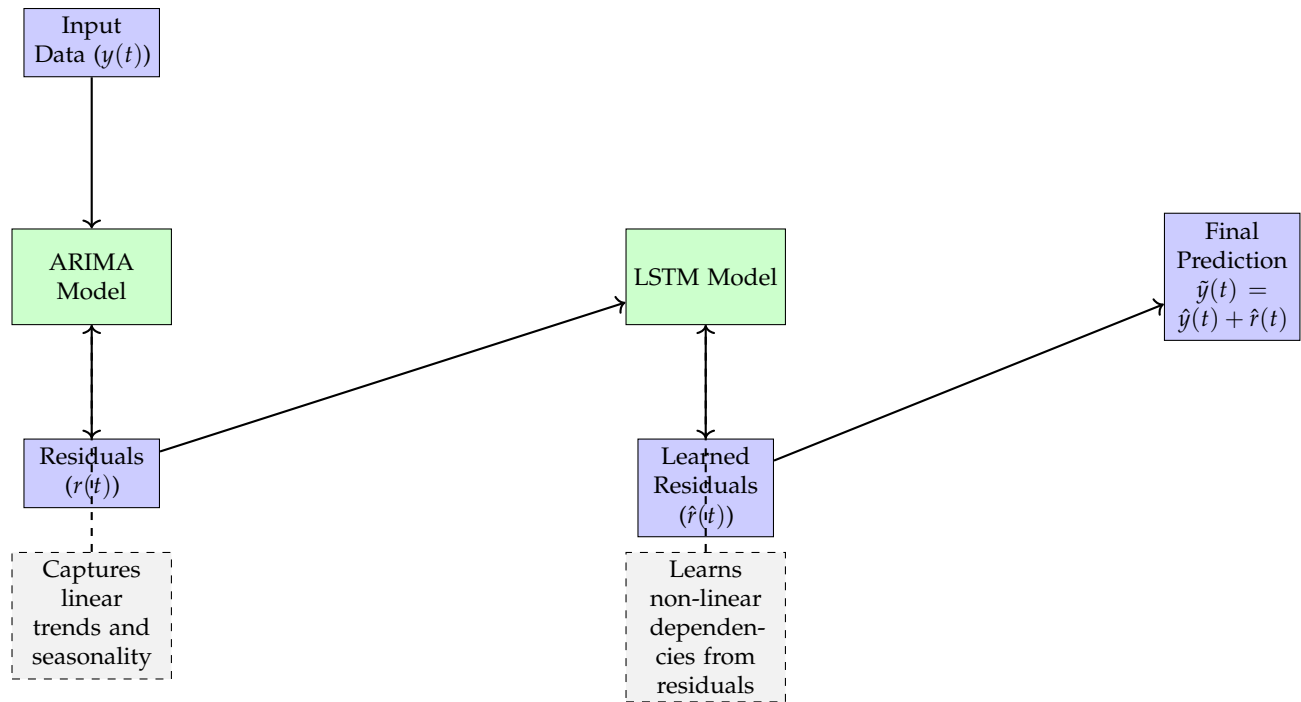 Input
Data (y(t))
ARIMA
Model
LSTM Model
Final
Prediction
ỹ(t) =
ŷ(t) + r̂(t)
Residuals
(r(t))
Learned
Residuals
(r̂(t))
Captures
linear
trends and
seasonality
Learns
non-linear
dependen-
cies from
residuals